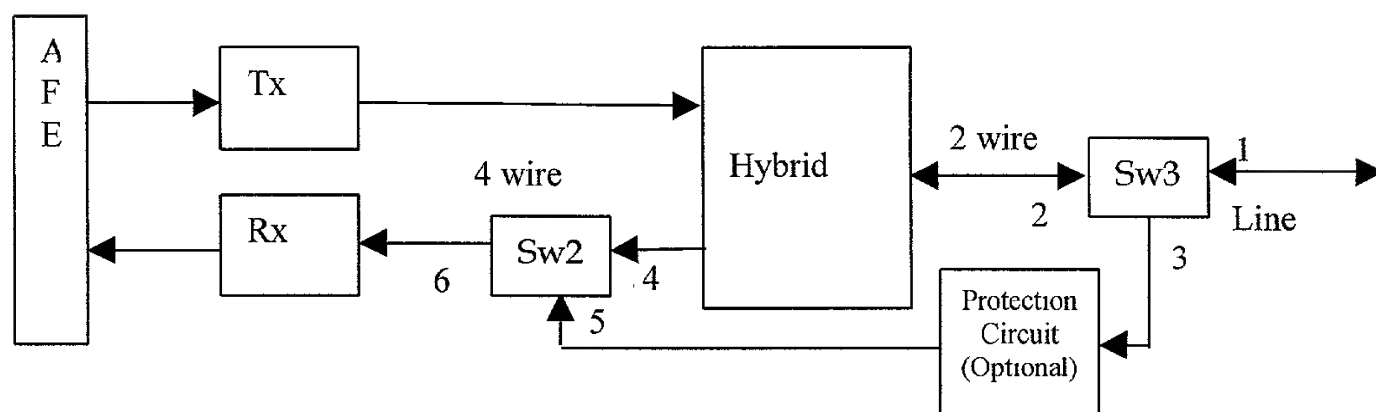 A
F
E
Tx
Rx
4 wire
Sw2
6
4
5
Hybrid
2 wire
2
Sw3
1
Line
3
Protection
Circuit
(Optional)